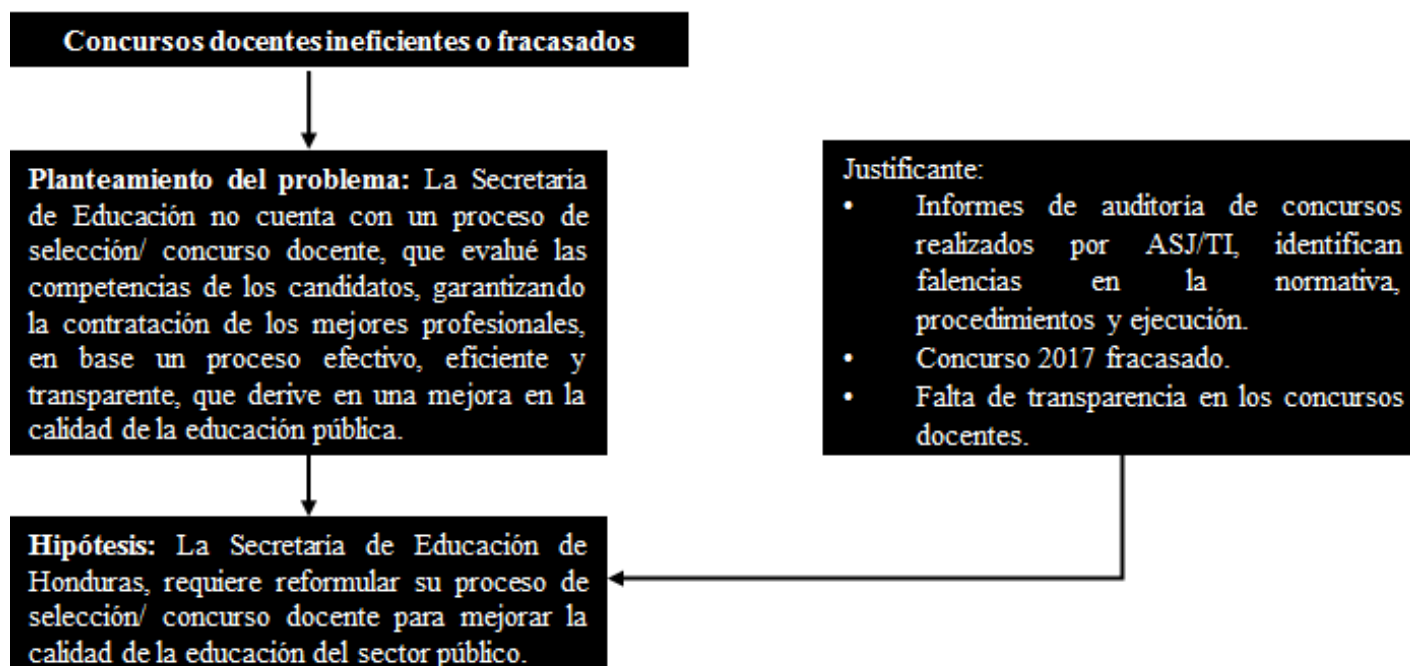 Concursos docentes ineficientes o fracasados
Planteamiento del problema: La Secretaría
de Educación no cuenta con un proceso de
selección/ concurso docente, que evalué las
competencias de los candidatos, garantizando
la contratación de los mejores profesionales,
en base un proceso efectivo, eficiente y
transparente, que derive en una mejora en la
calidad de la educación pública.
Justificante:
• Informes de auditoría de concursos
realizados por ASJ/TI, identifican
falencias en la normativa,
procedimientos y ejecución.
• Concurso 2017 fracasado.
• Falta de transparencia en los concursos
docentes.
Hipótesis: La Secretaría de Educación de
Honduras, requiere reformular su proceso de
selección/ concurso docente para mejorar la
calidad de la educación del sector público.